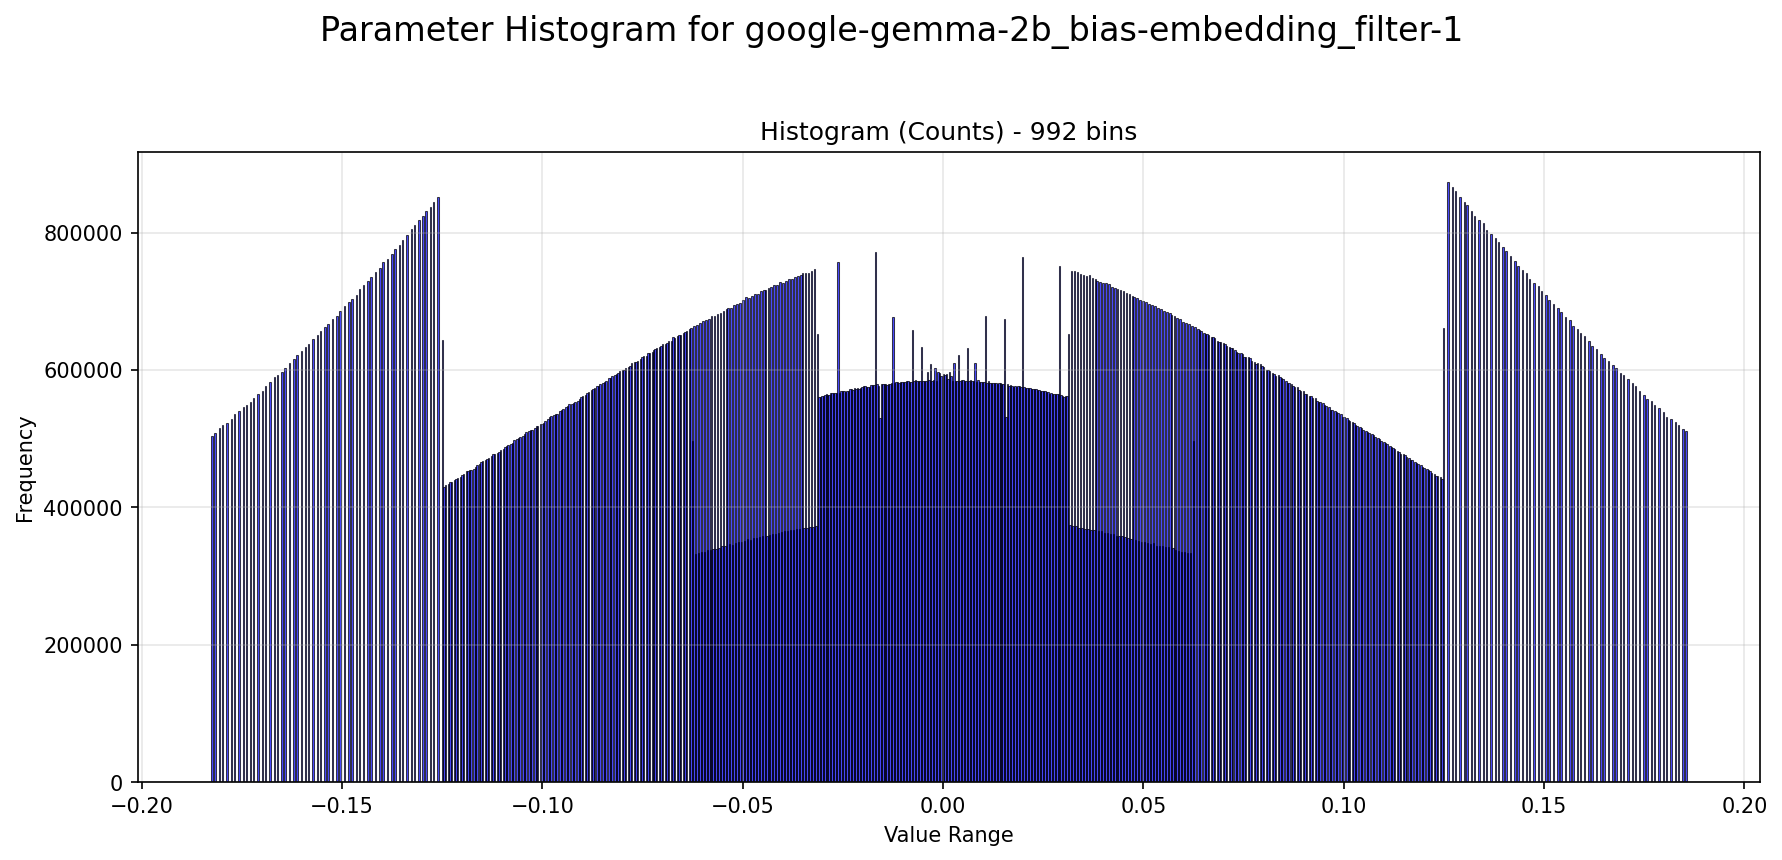 Parameter Histogram for google-gemma-2b_bias-embedding_filter-1
Histogram (Counts) - 992 bins
Frequency
800000
600000
400000
200000
0
−0.20 −0.15 −0.10 −0.05 0.00 0.05 0.10 0.15 0.20
Value Range